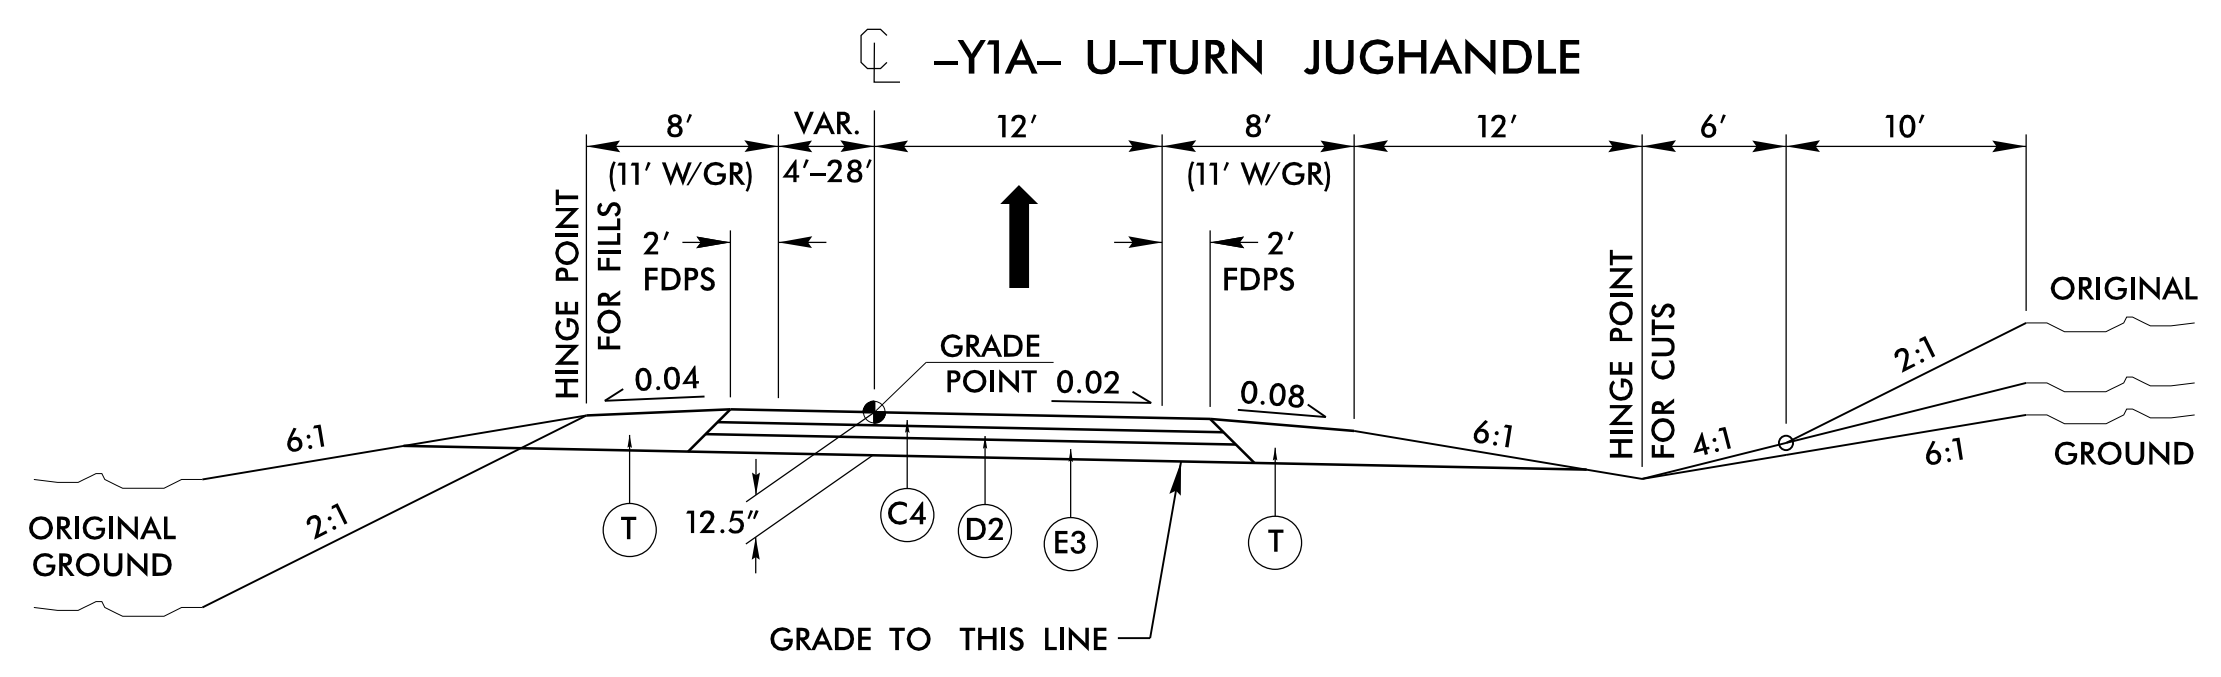 CL –Y1A– U–TURN JUGHANDLE
8' VAR. 12' 8' 12' 6' 10'
(11' W/GR) 4'–28' (11' W/GR)
HINGE POINT
FOR FILLS
2'
FDPS
2'
FDPS
HINGE POINT
FOR CUTS
ORIGINAL
GROUND
GRADE
POINT
0.04
0.02
0.08
6:1
2:1
6:1
4:1
2:1
6:1
ORIGINAL
GROUND
12.5"
T
C4
D2
E3
T
GRADE TO THIS LINE